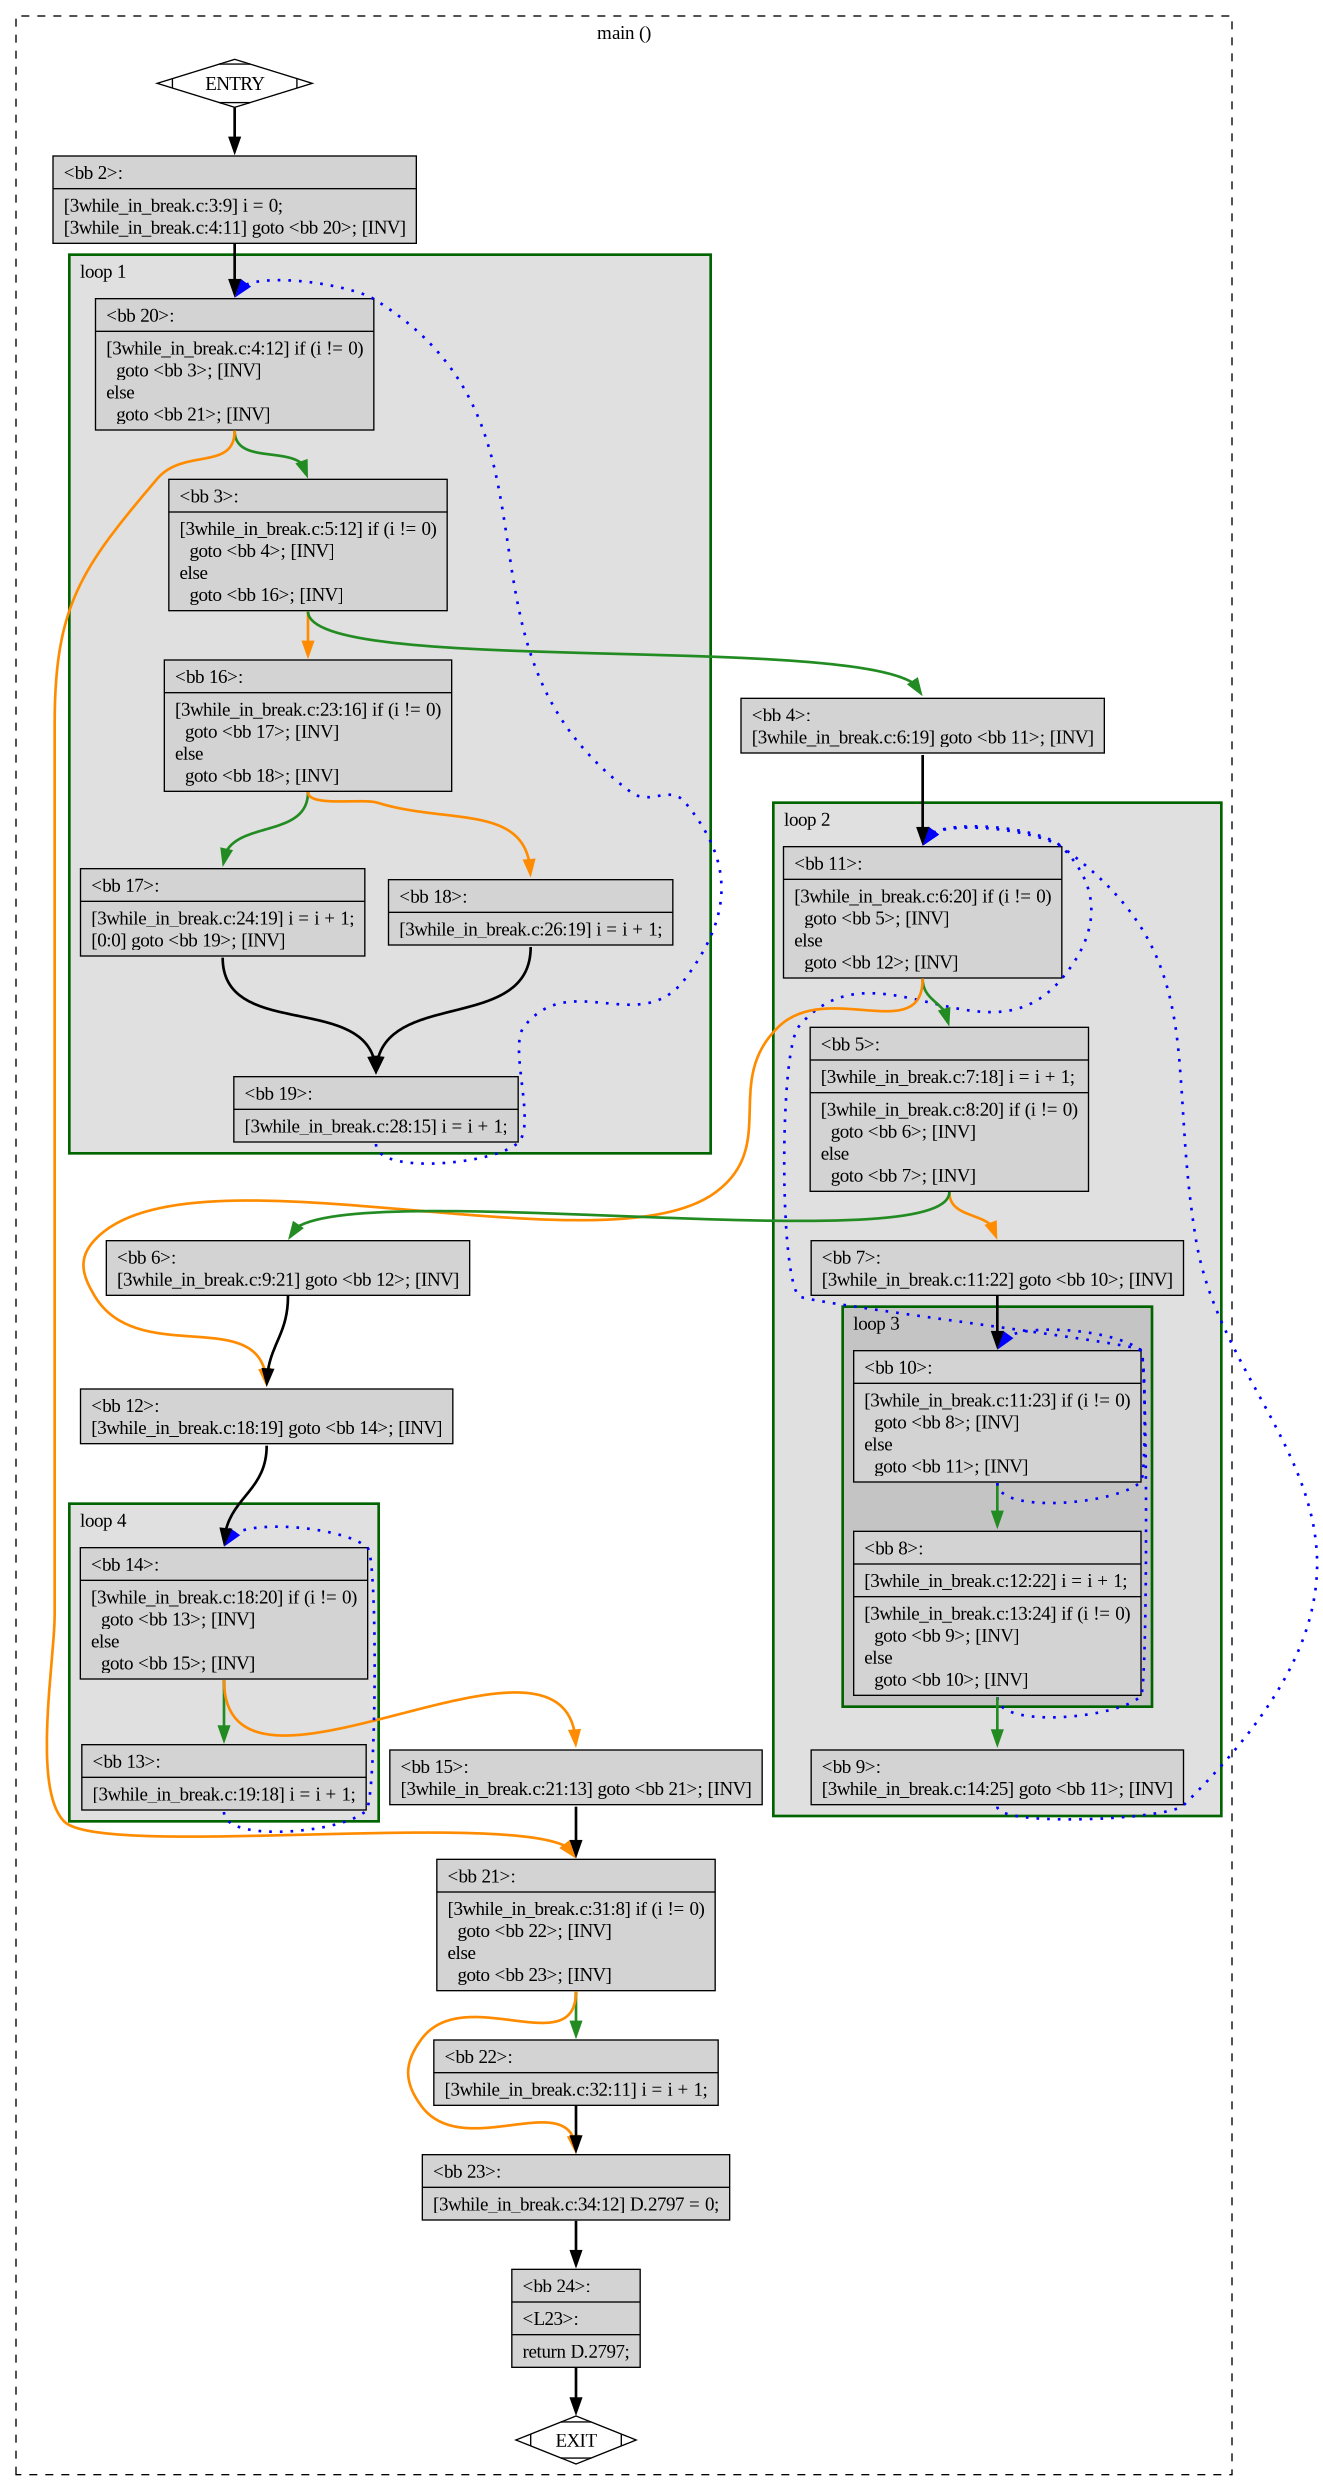 main ()
ENTRY
<bb 2>:
[3while_in_break.c:3:9] i = 0;
[3while_in_break.c:4:11] goto <bb 20>; [INV]
loop 1
<bb 20>:
[3while_in_break.c:4:12] if (i != 0)
goto <bb 3>; [INV]
else
goto <bb 21>; [INV]
<bb 3>:
[3while_in_break.c:5:12] if (i != 0)
goto <bb 4>; [INV]
else
goto <bb 16>; [INV]
<bb 16>:
[3while_in_break.c:23:16] if (i != 0)
goto <bb 17>; [INV]
else
goto <bb 18>; [INV]
<bb 4>:
[3while_in_break.c:6:19] goto <bb 11>; [INV]
<bb 17>:
[3while_in_break.c:24:19] i = i + 1;
[0:0] goto <bb 19>; [INV]
<bb 18>:
[3while_in_break.c:26:19] i = i + 1;
<bb 19>:
[3while_in_break.c:28:15] i = i + 1;
loop 2
<bb 11>:
[3while_in_break.c:6:20] if (i != 0)
goto <bb 5>; [INV]
else
goto <bb 12>; [INV]
<bb 5>:
[3while_in_break.c:7:18] i = i + 1;
[3while_in_break.c:8:20] if (i != 0)
goto <bb 6>; [INV]
else
goto <bb 7>; [INV]
<bb 6>:
[3while_in_break.c:9:21] goto <bb 12>; [INV]
<bb 7>:
[3while_in_break.c:11:22] goto <bb 10>; [INV]
loop 3
<bb 10>:
[3while_in_break.c:11:23] if (i != 0)
goto <bb 8>; [INV]
else
goto <bb 11>; [INV]
<bb 8>:
[3while_in_break.c:12:22] i = i + 1;
[3while_in_break.c:13:24] if (i != 0)
goto <bb 9>; [INV]
else
goto <bb 10>; [INV]
<bb 9>:
[3while_in_break.c:14:25] goto <bb 11>; [INV]
<bb 12>:
[3while_in_break.c:18:19] goto <bb 14>; [INV]
loop 4
<bb 14>:
[3while_in_break.c:18:20] if (i != 0)
goto <bb 13>; [INV]
else
goto <bb 15>; [INV]
<bb 13>:
[3while_in_break.c:19:18] i = i + 1;
<bb 15>:
[3while_in_break.c:21:13] goto <bb 21>; [INV]
<bb 21>:
[3while_in_break.c:31:8] if (i != 0)
goto <bb 22>; [INV]
else
goto <bb 23>; [INV]
<bb 22>:
[3while_in_break.c:32:11] i = i + 1;
<bb 23>:
[3while_in_break.c:34:12] D.2797 = 0;
<bb 24>:
<L23>:
return D.2797;
EXIT